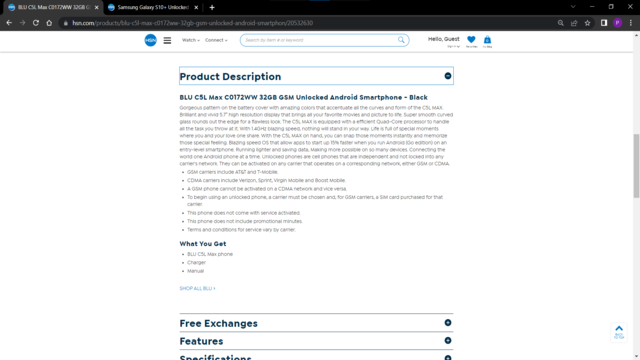 BLU C5L Max C0172WW 32GB G
Samsung Galaxy S10+ Unlocked
hsn.com/products/blu-c5l-max-c0172ww-32gb-gsm-unlocked-android-smartphon/20532630
P
HSN
Watch
Connect
Search by item # or keyword
Hello, Guest
Product Description
BLU C5L Max C0172WW 32GB GSM Unlocked Android Smartphone - Black
Gorgeous pattern on the battery cover with amazing colors that accentuate all the curves and form of the C5L MAX.
Brilliant and Vivid 5.7" high resolution display that brings all your favorite movies and picture to life. Super smooth curved
glass rounds out the edge for a flawless look. The C5L MAX is equipped with a efficient Quad-Core processor to handle
all the task you throw at it. With 1.4GHz blazing speed, nothing will stand in your way. Life is full of special moments
where you and your love one share. With the C5L MAX on hand, you can snap those moments instantly and memorize
those special feeling. Blazing speed OS that allow apps to start up 15% faster when you run Android (Go edition) on an
entry-level smartphone. Running lighter and saving data. Making more possible on so many devices. Connecting the
world one Android phone at a time. Unlocked phones are cell phones that are independent and not locked into any
carrier's network. They can be activated on any carrier that operates on a corresponding network, either GSM or CDMA.
• GSM carriers include AT&T and T-Mobile.
• CDMA carriers include Verizon, Sprint, Virgin Mobile and Boost Mobile.
• A GSM phone cannot be activated on a CDMA network and vice versa.
• To begin using an unlocked phone, a carrier must be chosen and, for GSM carriers, a SIM card purchased for that
carrier.
• This phone does not come with service activated.
• This phone does not include promotional minutes.
• Terms and conditions for service vary by carrier.
What You Get
• BLU C5L Max phone
• Charger
• Manual
SHOP ALL BLU
Free Exchanges
Features
Specifications
BACK
TO TOP